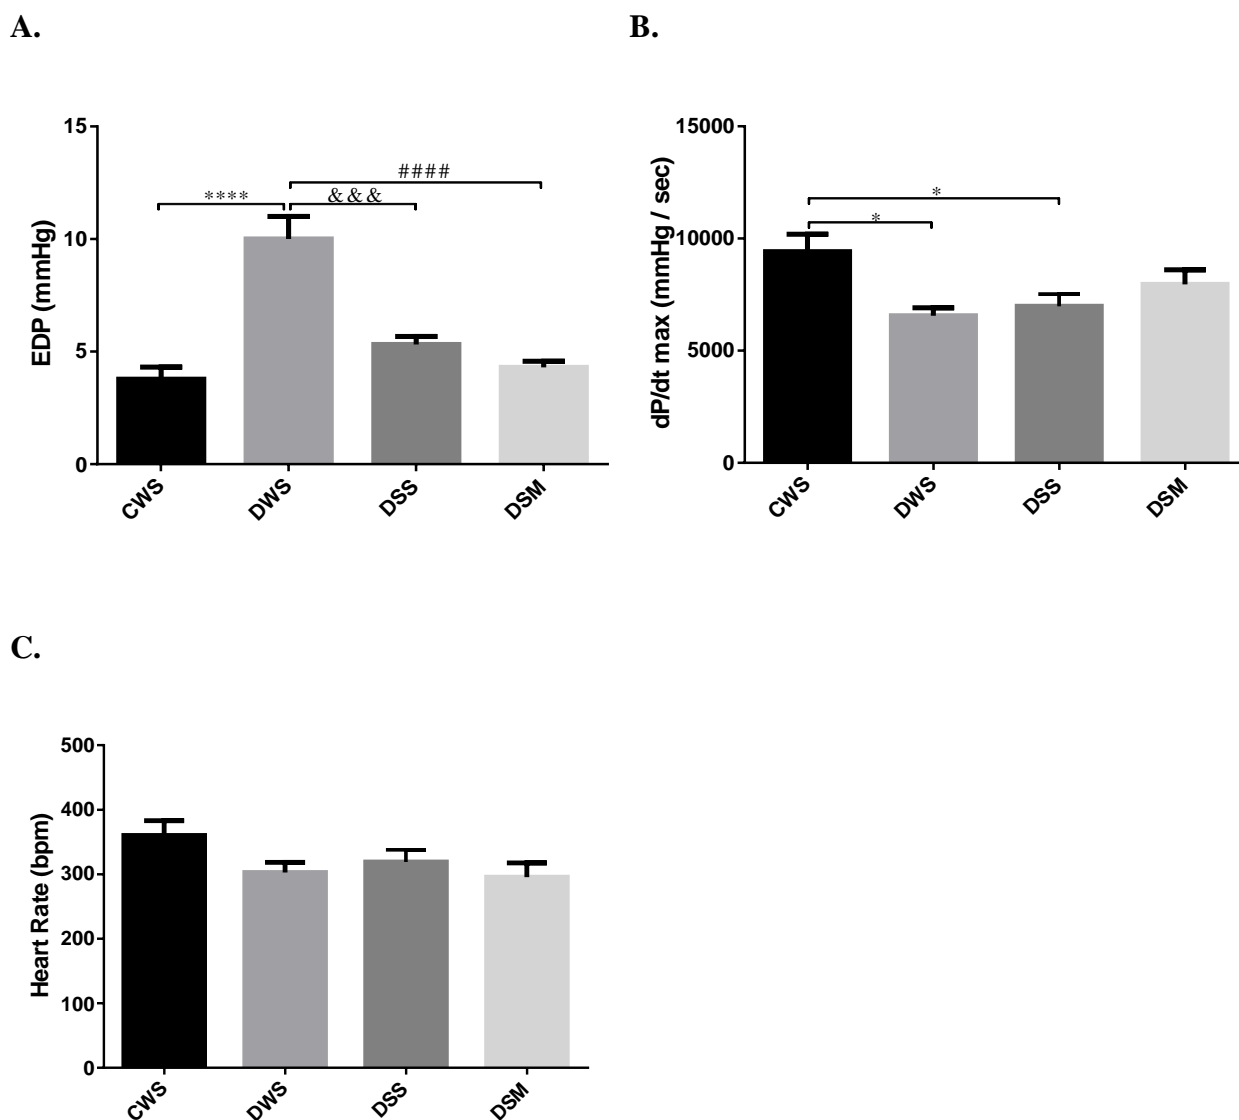 A.
B.
15
10
5
0
EDP (mmHg)
####
****
&&&
CWS
DWS
DSS
DSM
15000
10000
5000
0
dP/dt max (mmHg / sec)
*
*
CWS
DWS
DSS
DSM
C.
500
400
300
200
100
0
Heart Rate (bpm)
CWS
DWS
DSS
DSM